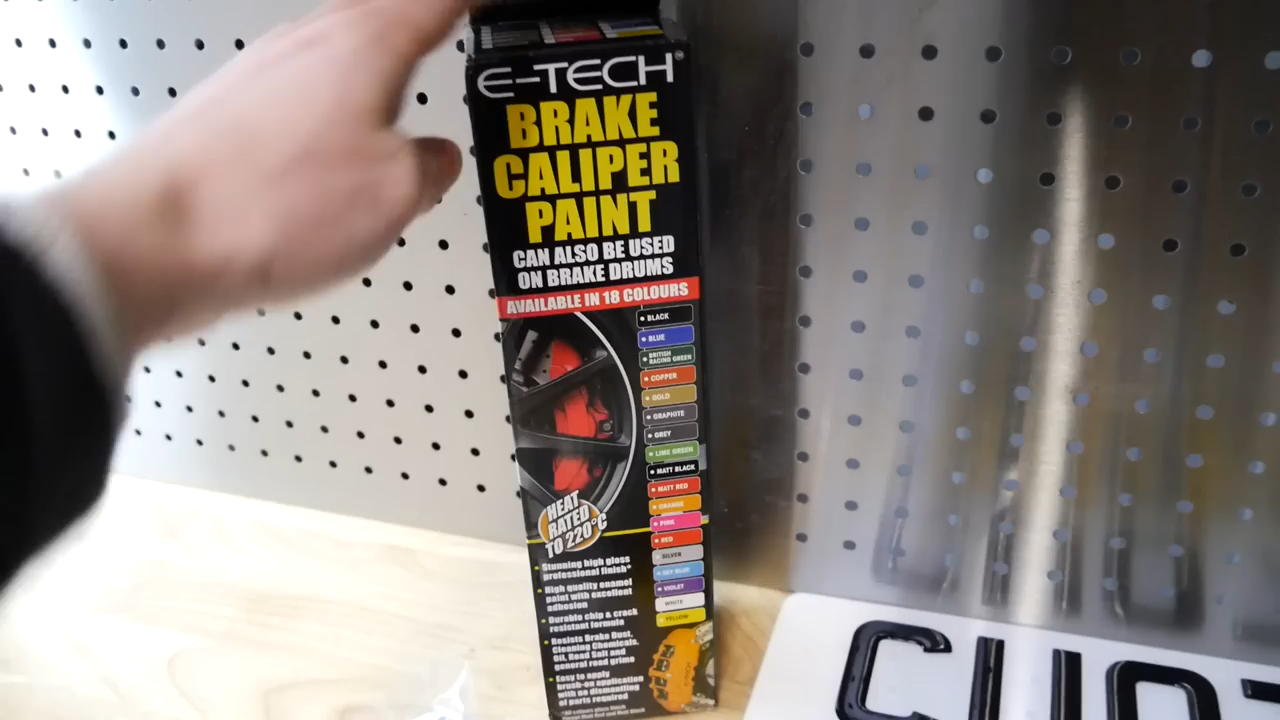 E-TECH™
BRAKE
CALIPER
PAINT
CAN ALSO BE USED
ON BRAKE DRUMS
AVAILABLE IN 18 COLOURS
BLACK
BLUE
BRITISH
RACING GREEN
COPPER
GOLD
GRAPHITE
GREY
LIME GREEN
MATT BLACK
MATT RED
ORANGE
PINK
RED
SILVER
SKY BLUE
VIOLET
WHITE
YELLOW
HEAT
RATED
TO 220°C
• Stunning high gloss
professional finish*
• High quality enamel
paint with excellent
adhesion
• Durable chip & crack
resistant formula
• Resists Brake Dust,
Cleaning Chemicals,
Oil, Road Salt and
general road grime
• Easy to apply
brush-on application
with no dismantling
of parts required
E-TECH